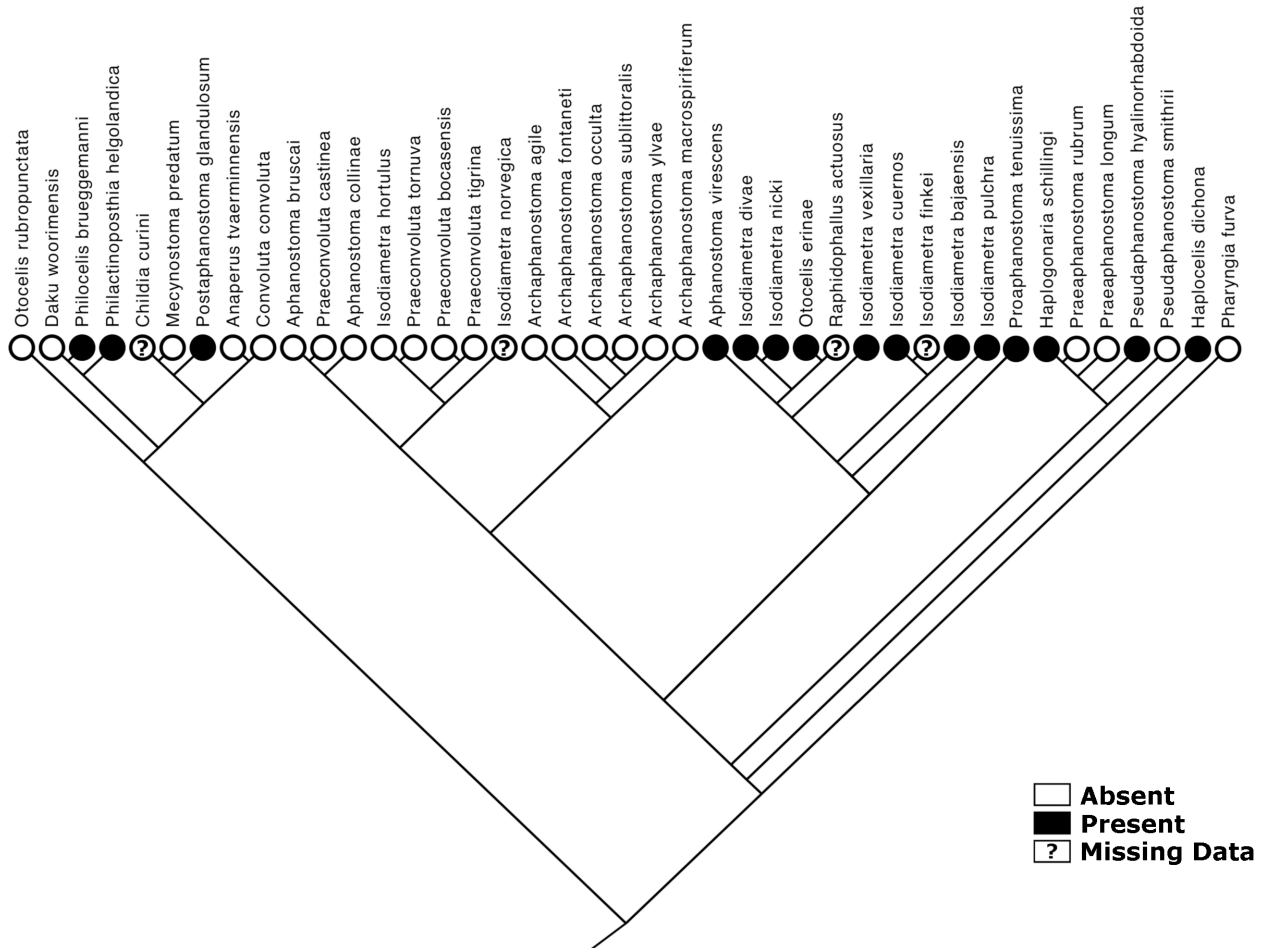 Otocelis rubropunctata
Daku woorimensis
Philocelis brueggemanni
Philactinoposthia helgolandica
Childia curini
Mecynostoma predatum
Postaphanostoma glandulosum
Anaperus tvaerminnensis
Convoluta convoluta
Aphanostoma bruscai
Praeconvoluta castinea
Aphanostoma collinae
Isodiametra hortulus
Praeconvoluta tornuva
Praeconvoluta bocasensis
Praeconvoluta tigrina
Isodiametra norvegica
Archaphanostoma agile
Archaphanostoma fontaneti
Archaphanostoma occulta
Archaphanostoma sublittoralis
Archaphanostoma ylvae
Archaphanostoma macrospiriferum
Aphanostoma virescens
Isodiametra divae
Isodiametra nicki
Otocelis erinae
Raphidophallus actuosus
Isodiametra vexillaria
Isodiametra cuernos
Isodiametra finkei
Isodiametra bajaensis
Isodiametra pulchra
Proaphanostoma tenuissima
Haplogonaria schillingi
Praeaphanostoma rubrum
Praeaphanostoma longum
Pseudaphanostoma hyalinorhabdoida
Pseudaphanostoma smithrii
Haplocelis dichona
Pharyngia furva
? ? ? ?
Absent
Present
? Missing Data